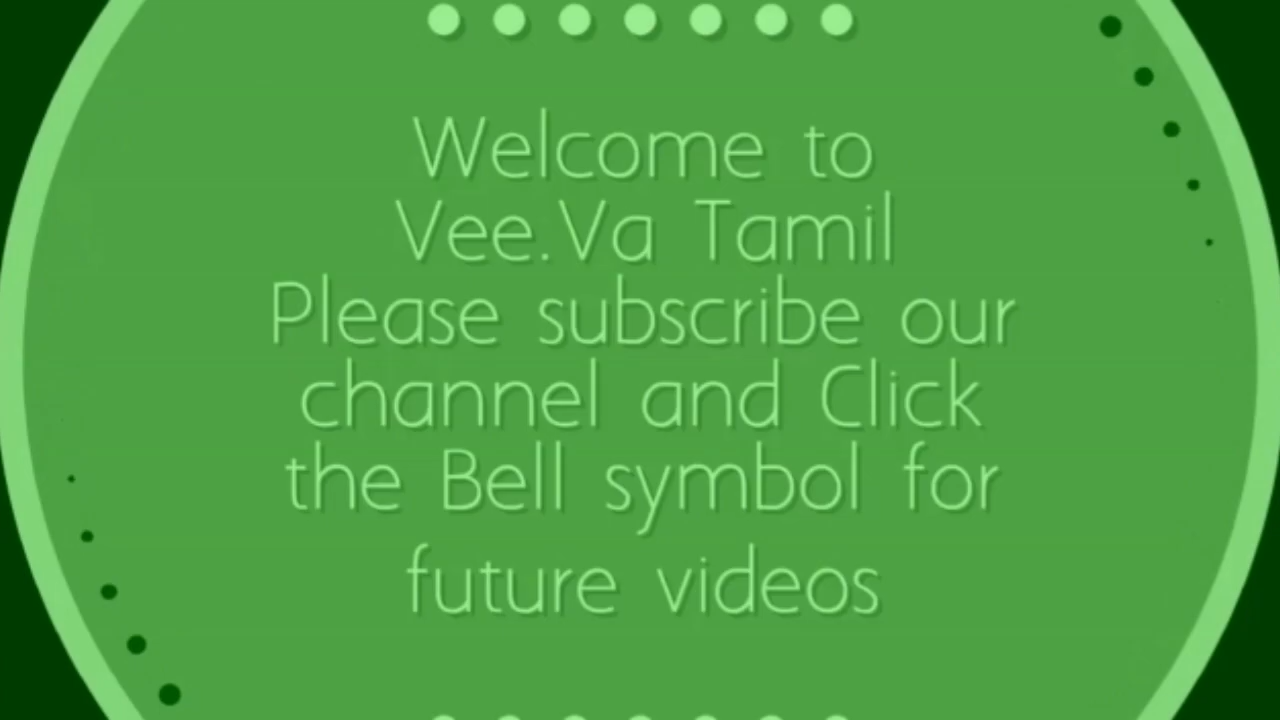 Welcome to
Vee.Va Tamil
Please subscribe our
channel and Click
the Bell symbol for
future videos